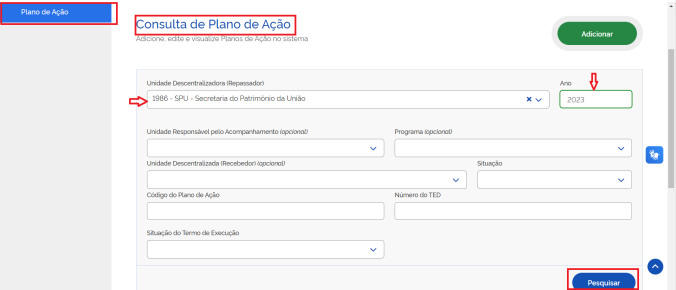 Plano de Ação
Consulta de Plano de Ação
Adicione, edite e visualize Planos de Ação no sistema
Adicionar
Unidade Descentralizadora (Repassador)
Ano
1986 - SPU - Secretaria do Patrimônio da União
2023
Unidade Responsável pelo Acompanhamento (opcional)
Programa (opcional)
Unidade Descentralizada (Recebedor) (opcional)
Situação
Código do Plano de Ação
Número do TED
Situação do Termo de Execução
Pesquisar